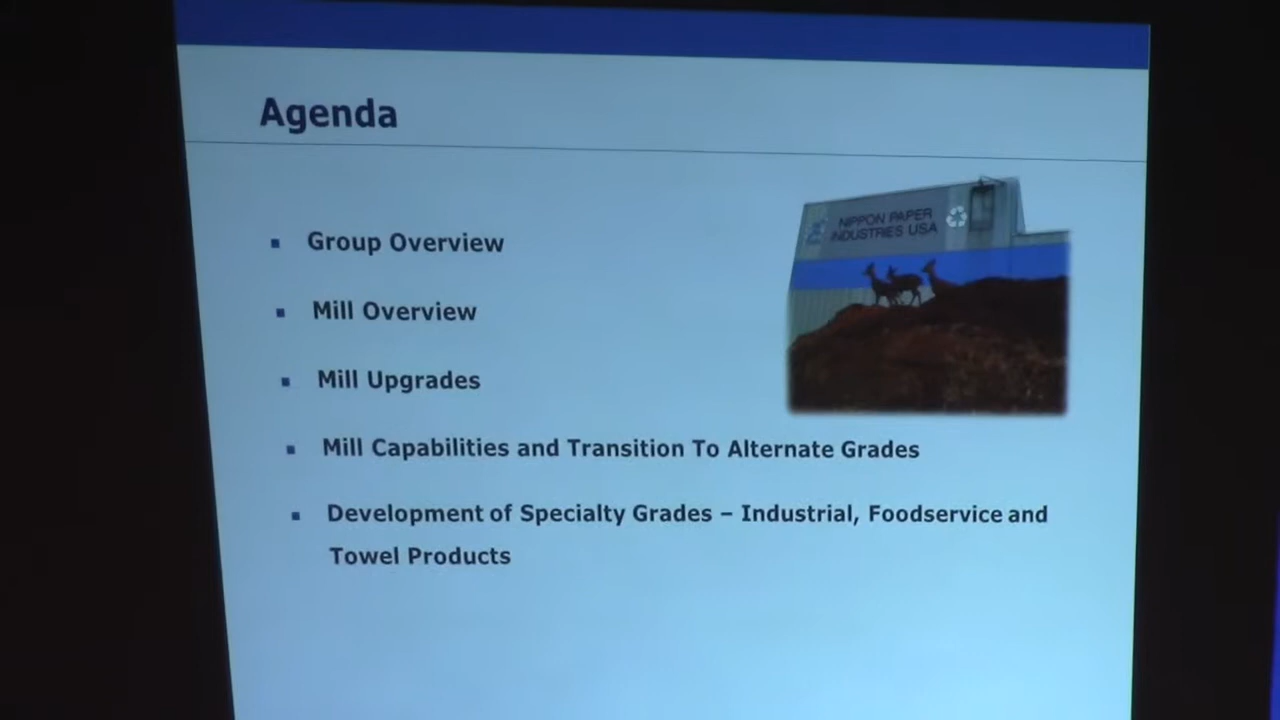 Agenda
NIPPON PAPER
INDUSTRIES USA
▪ Group Overview
▪ Mill Overview
▪ Mill Upgrades
▪ Mill Capabilities and Transition To Alternate Grades
▪ Development of Specialty Grades – Industrial, Foodservice and
Towel Products